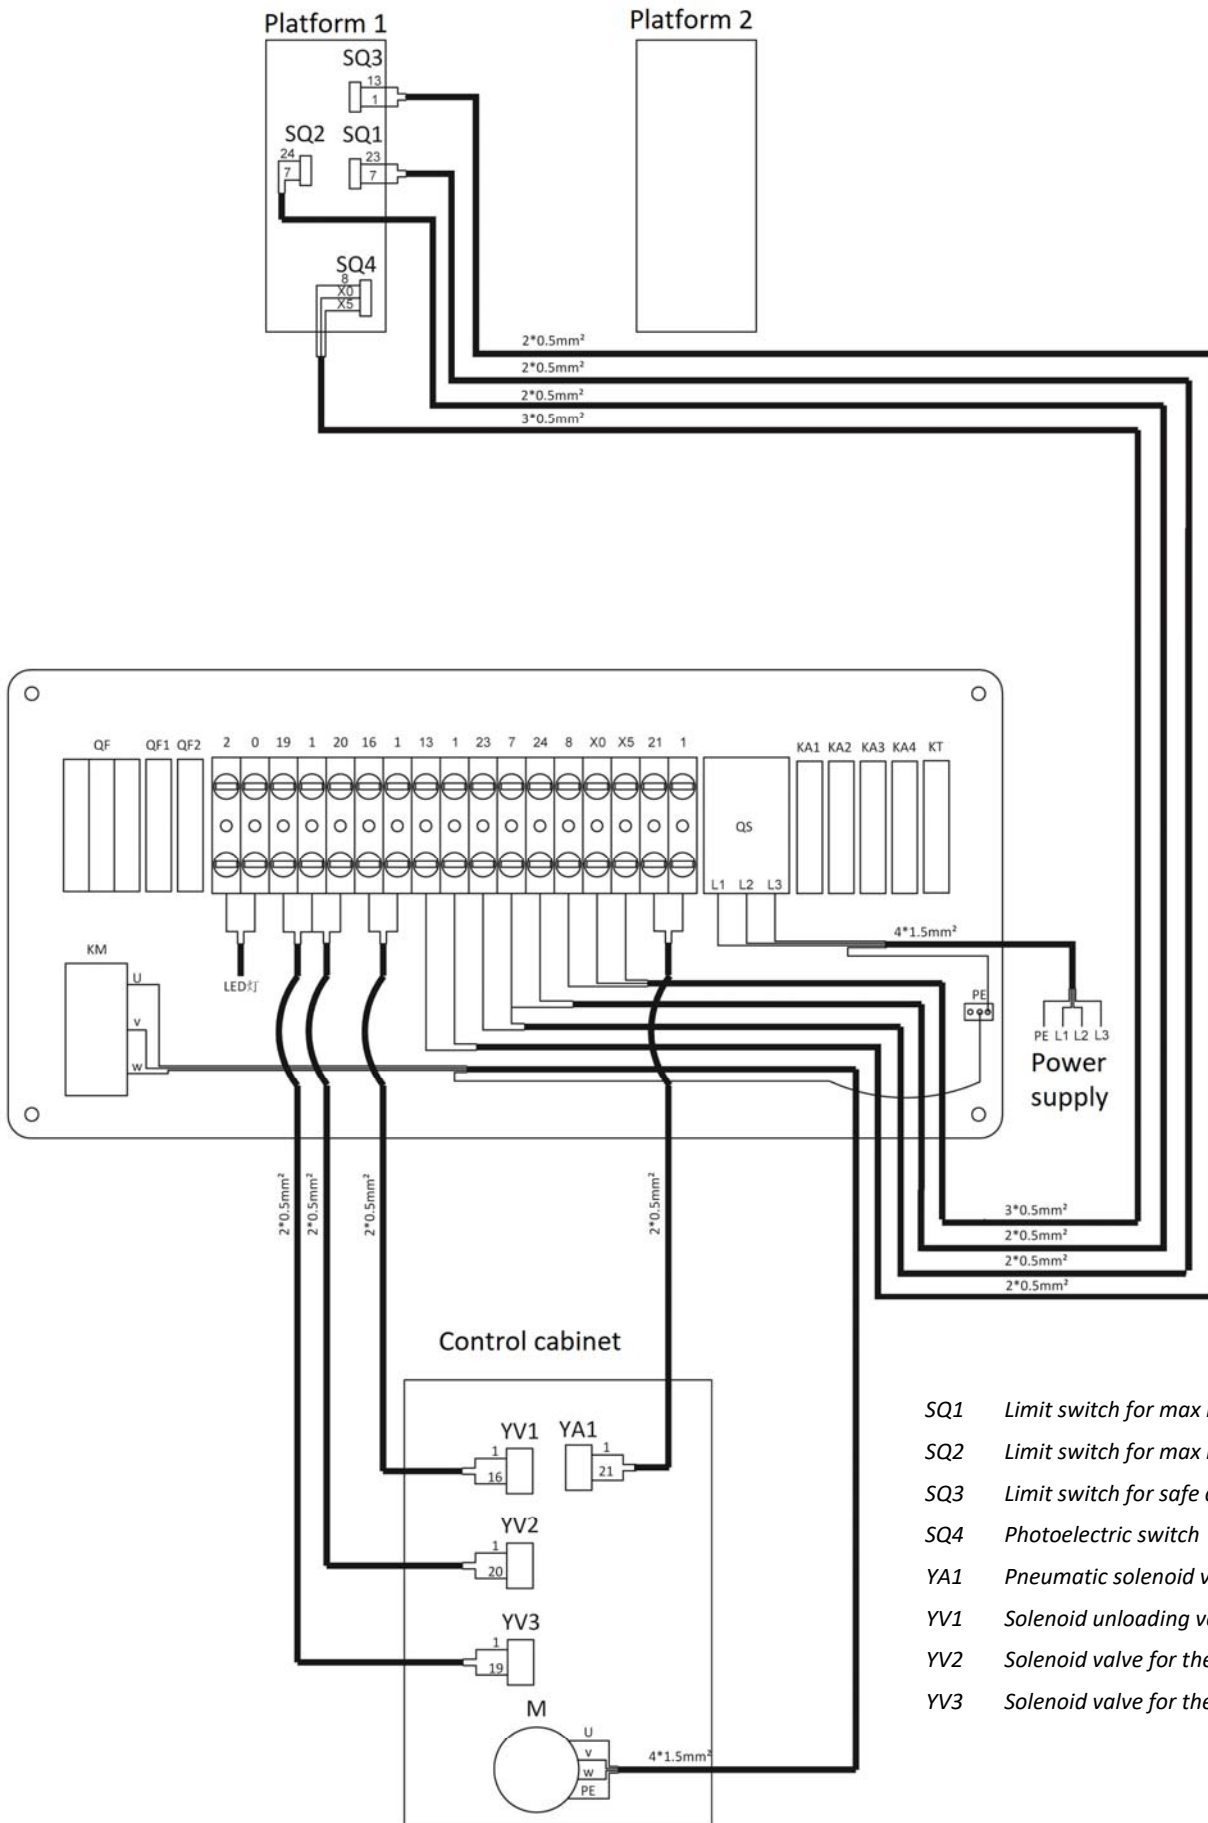 Platform 1
Platform 2
SQ3
13
1
SQ2
SQ1
24
7
23
7
SQ4
8
X0
X5
2*0.5mm²
2*0.5mm²
2*0.5mm²
3*0.5mm²
QF QF1 QF2 2 0 19 1 20 16 1 13 1 23 7 24 8 X0 X5 21 1 KA1 KA2 KA3 KA4 KT
QS
L1 L2 L3
4*1.5mm²
KM
U
V
W
LED灯
PE
PE L1 L2 L3
Power
supply
2*0.5mm²
2*0.5mm²
2*0.5mm²
2*0.5mm²
3*0.5mm²
2*0.5mm²
2*0.5mm²
2*0.5mm²
Control cabinet
YV1
1
16
YA1
1
21
YV2
1
20
YV3
1
19
M
U
V
W
PE
4*1.5mm²
SQ1 Limit switch for max
SQ2 Limit switch for max
SQ3 Limit switch for safe
SQ4 Photoelectric switch
YA1 Pneumatic solenoid
YV1 Solenoid unloading
YV2 Solenoid valve for the
YV3 Solenoid valve for the